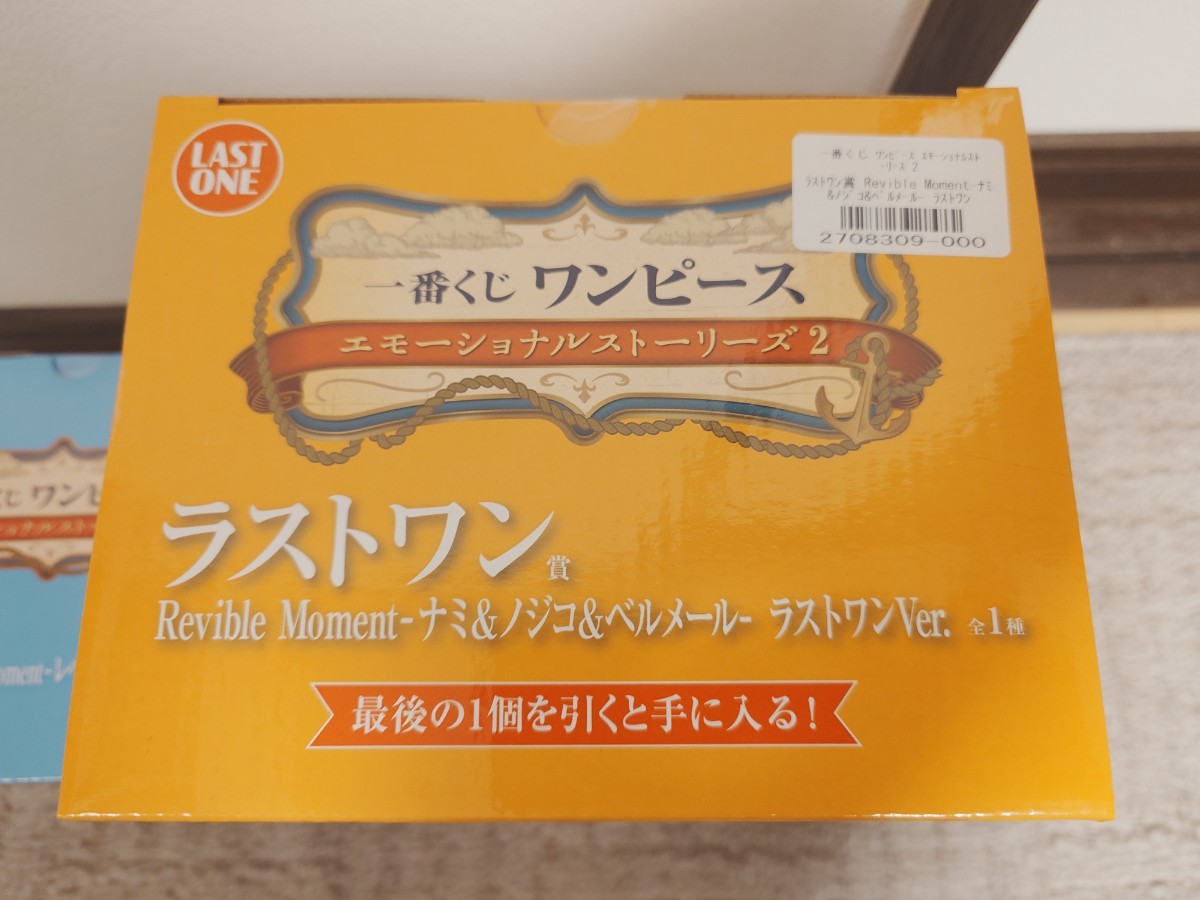 LAST
ONE
一番くじ ワンピース エモーショナルスト
ーリーズ 2
ラストワン賞 Revible Moment-ナミ
&ノジコ&ベルメール- ラストワン
2708309-000
一番くじ ワンピース
エモーショナルストーリーズ 2
ラストワン賞
Revible Moment-ナミ&ノジコ&ベルメール- ラストワンVer. 全1種
最後の1個を引くと手に入る!
oment-レ